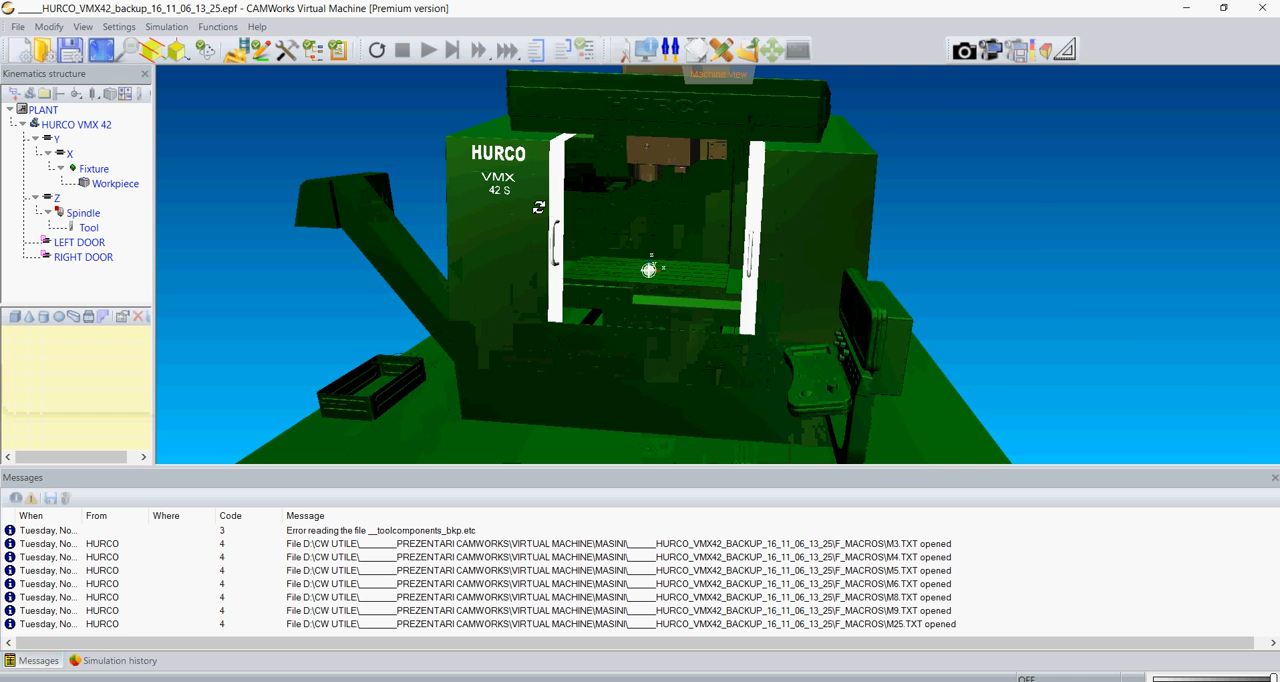 _____HURCO_VMX42_backup_16_11_06_13_25.epf - CAMWorks Virtual Machine [Premium version]
File Modify View Settings Simulation Functions Help
Kinematics structure
Machine view
PLANT
HURCO VMX 42
Y
X
Fixture
Workpiece
Z
Spindle
Tool
LEFT DOOR
RIGHT DOOR
HURCO
HURCO
VMX
42 S
Messages
When From Where Code Message
Tuesday, No... 3 Error reading the file __toolcomponents_bkp.etc
Tuesday, No... HURCO 4 File D:\CW UTILE\________PREZENTARI CAMWORKS\VIRTUAL MACHINE\MASINI\_____HURCO_VMX42_BACKUP_16_11_06_13_25\F_MACROS\M3.TXT opened
Tuesday, No... HURCO 4 File D:\CW UTILE\________PREZENTARI CAMWORKS\VIRTUAL MACHINE\MASINI\_____HURCO_VMX42_BACKUP_16_11_06_13_25\F_MACROS\M4.TXT opened
Tuesday, No... HURCO 4 File D:\CW UTILE\________PREZENTARI CAMWORKS\VIRTUAL MACHINE\MASINI\_____HURCO_VMX42_BACKUP_16_11_06_13_25\F_MACROS\M5.TXT opened
Tuesday, No... HURCO 4 File D:\CW UTILE\________PREZENTARI CAMWORKS\VIRTUAL MACHINE\MASINI\_____HURCO_VMX42_BACKUP_16_11_06_13_25\F_MACROS\M6.TXT opened
Tuesday, No... HURCO 4 File D:\CW UTILE\________PREZENTARI CAMWORKS\VIRTUAL MACHINE\MASINI\_____HURCO_VMX42_BACKUP_16_11_06_13_25\F_MACROS\M8.TXT opened
Tuesday, No... HURCO 4 File D:\CW UTILE\________PREZENTARI CAMWORKS\VIRTUAL MACHINE\MASINI\_____HURCO_VMX42_BACKUP_16_11_06_13_25\F_MACROS\M9.TXT opened
Tuesday, No... HURCO 4 File D:\CW UTILE\________PREZENTARI CAMWORKS\VIRTUAL MACHINE\MASINI\_____HURCO_VMX42_BACKUP_16_11_06_13_25\F_MACROS\M25.TXT opened
Messages Simulation history
OFF